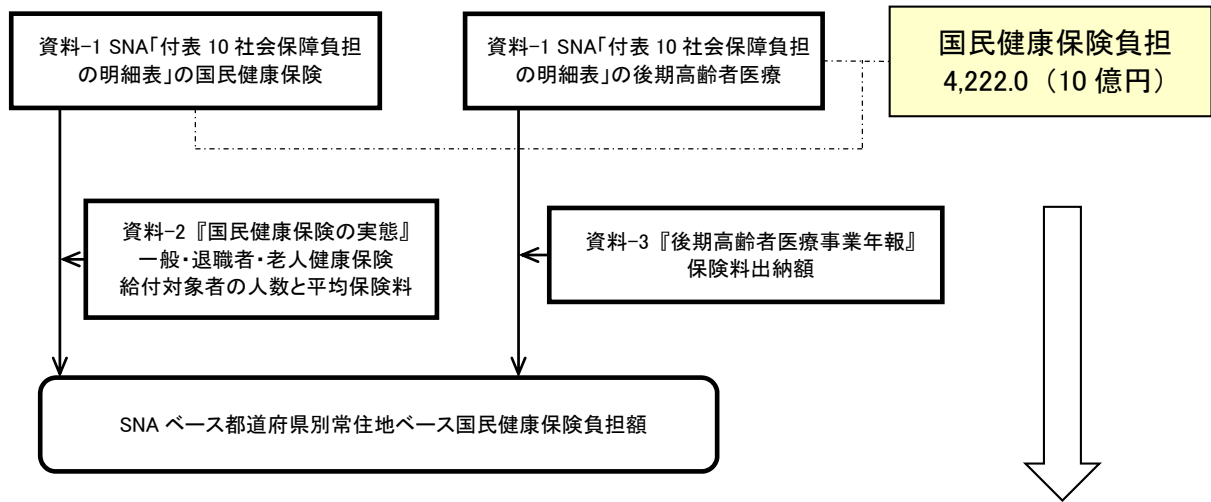 資料-1 SNA「付表 10 社会保障負担
の明細表」の国民健康保険
資料-1 SNA「付表 10 社会保障負担
の明細表」の後期高齢者医療
国民健康保険負担
4,222.0（10 億円）
資料-2 『国民健康保険の実態』
一般・退職者・老人健康保険
給付対象者の人数と平均保険料
資料-3 『後期高齢者医療事業年報』
保険料出納額
SNA ベース都道府県別常住地ベース国民健康保険負担額